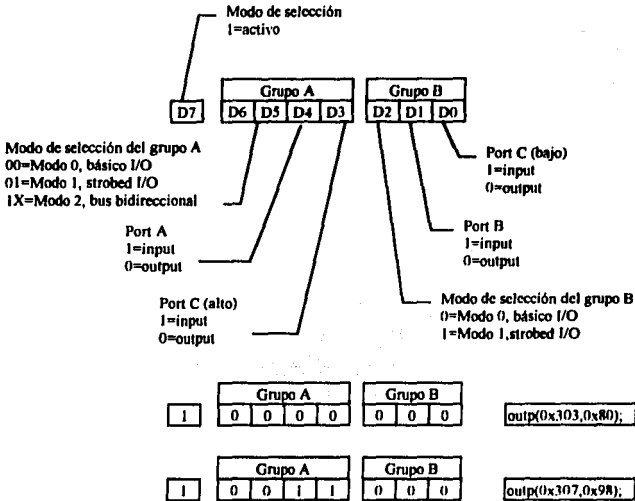 Modo de selección
1=activo
Grupo A
Grupo B
D7 D6 D5 D4 D3 D2 D1 D0
Modo de selección del grupo A
00=Modo 0, básico I/O
01=Modo 1, strobed I/O
1X=Modo 2, bus bidireccional
Port C (bajo)
1=input
0=output
Port A
1=input
0=output
Port B
1=input
0=output
Port C (alto)
1=input
0=output
Modo de selección del grupo B
0=Modo 0, básico I/O
1=Modo 1,strobed I/O
Grupo A
Grupo B
1 0 0 0 0 0 0 0 outp(0x303,0x80);
Grupo A
Grupo B
1 0 0 1 1 0 0 0 outp(0x307,0x98);